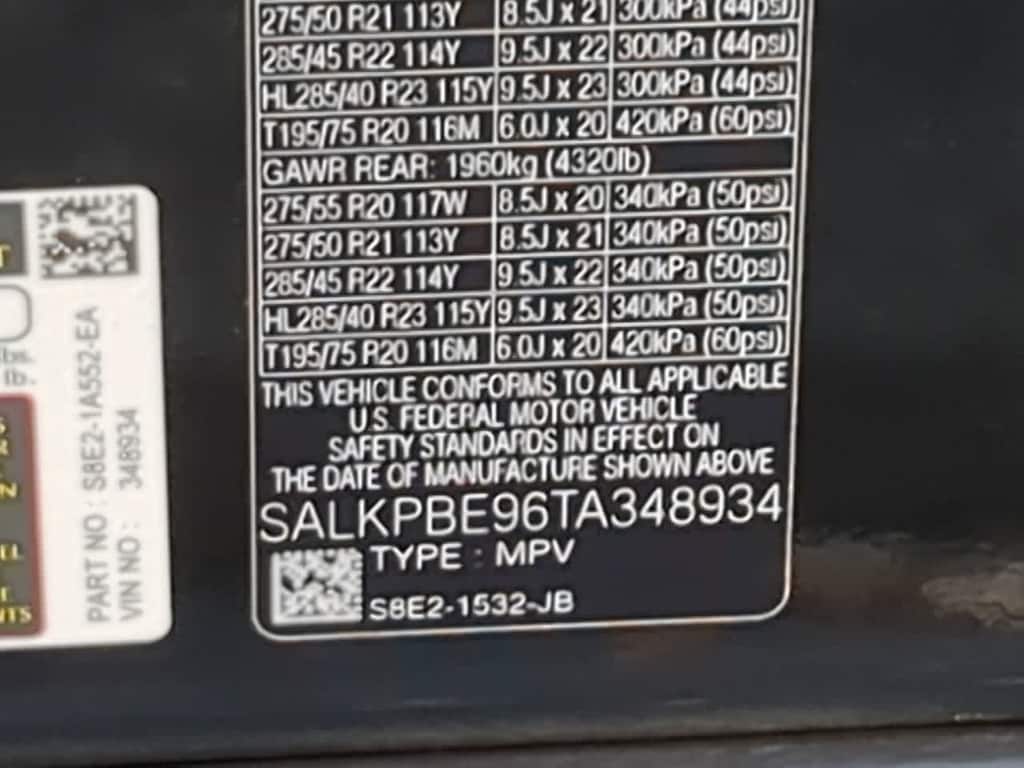 275/50 R21 113Y 8.5J x 21 300kPa (44psi)
285/45 R22 114Y 9.5J x 22 300kPa (44psi)
HL285/40 R23 115Y 9.5J x 23 300kPa (44psi)
T195/75 R20 116M 6.0J x 20 420kPa (60psi)
GAWR REAR: 1960kg (4320lb)
275/55 R20 117W 8.5J x 20 340kPa (50psi)
275/50 R21 113Y 8.5J x 21 340kPa (50psi)
285/45 R22 114Y 9.5J x 22 340kPa (50psi)
HL285/40 R23 115Y 9.5J x 23 340kPa (50psi)
T195/75 R20 116M 6.0J x 20 420kPa (60psi)
THIS VEHICLE CONFORMS TO ALL APPLICABLE
U.S. FEDERAL MOTOR VEHICLE
SAFETY STANDARDS IN EFFECT ON
THE DATE OF MANUFACTURE SHOWN ABOVE
SALKPBE96TA348934
TYPE : MPV
S8E2-1532-JB
PART NO : S8E2-1A552-EA
VIN NO : 348934
lbs.
lb.